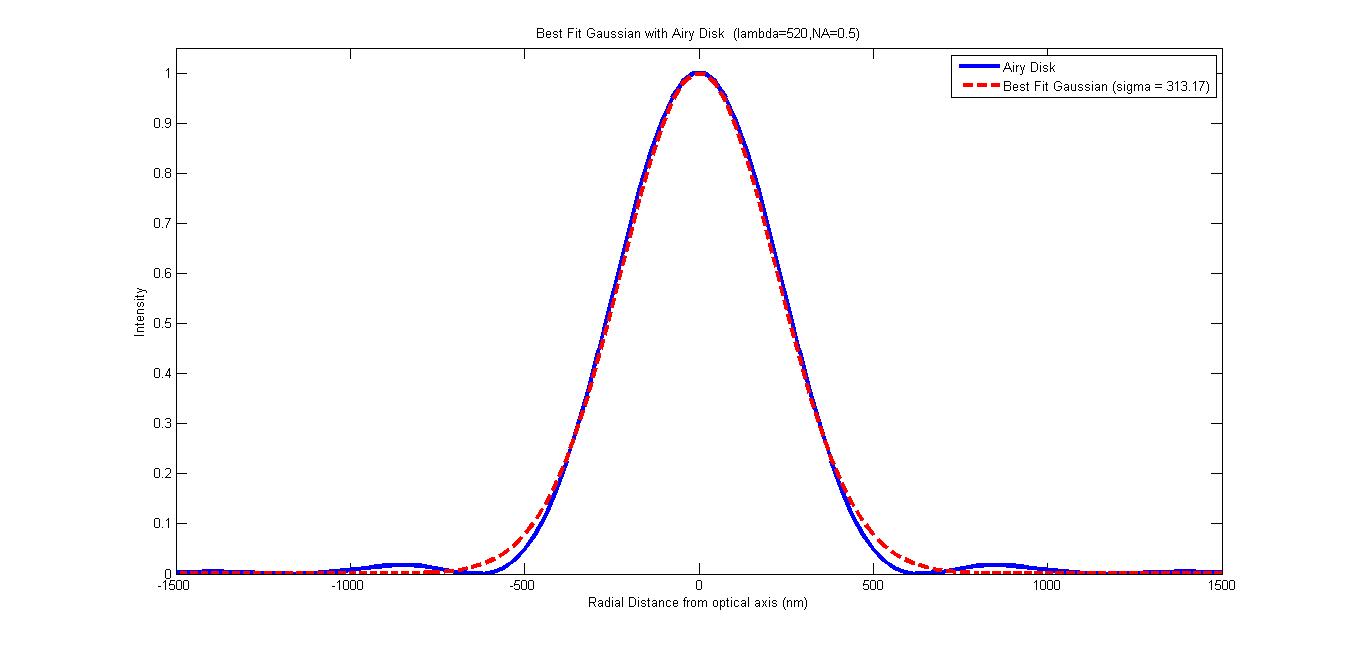 Best Fit Gaussian with Airy Disk  (lambda=520,NA=0.5)
Airy Disk
Best Fit Gaussian (sigma = 313.17)
1
0.9
0.8
0.7
0.6
0.5
0.4
0.3
0.2
0.1
0
Intensity
-1500 -1000 -500 0 500 1000 1500
Radial Distance from optical axis (nm)